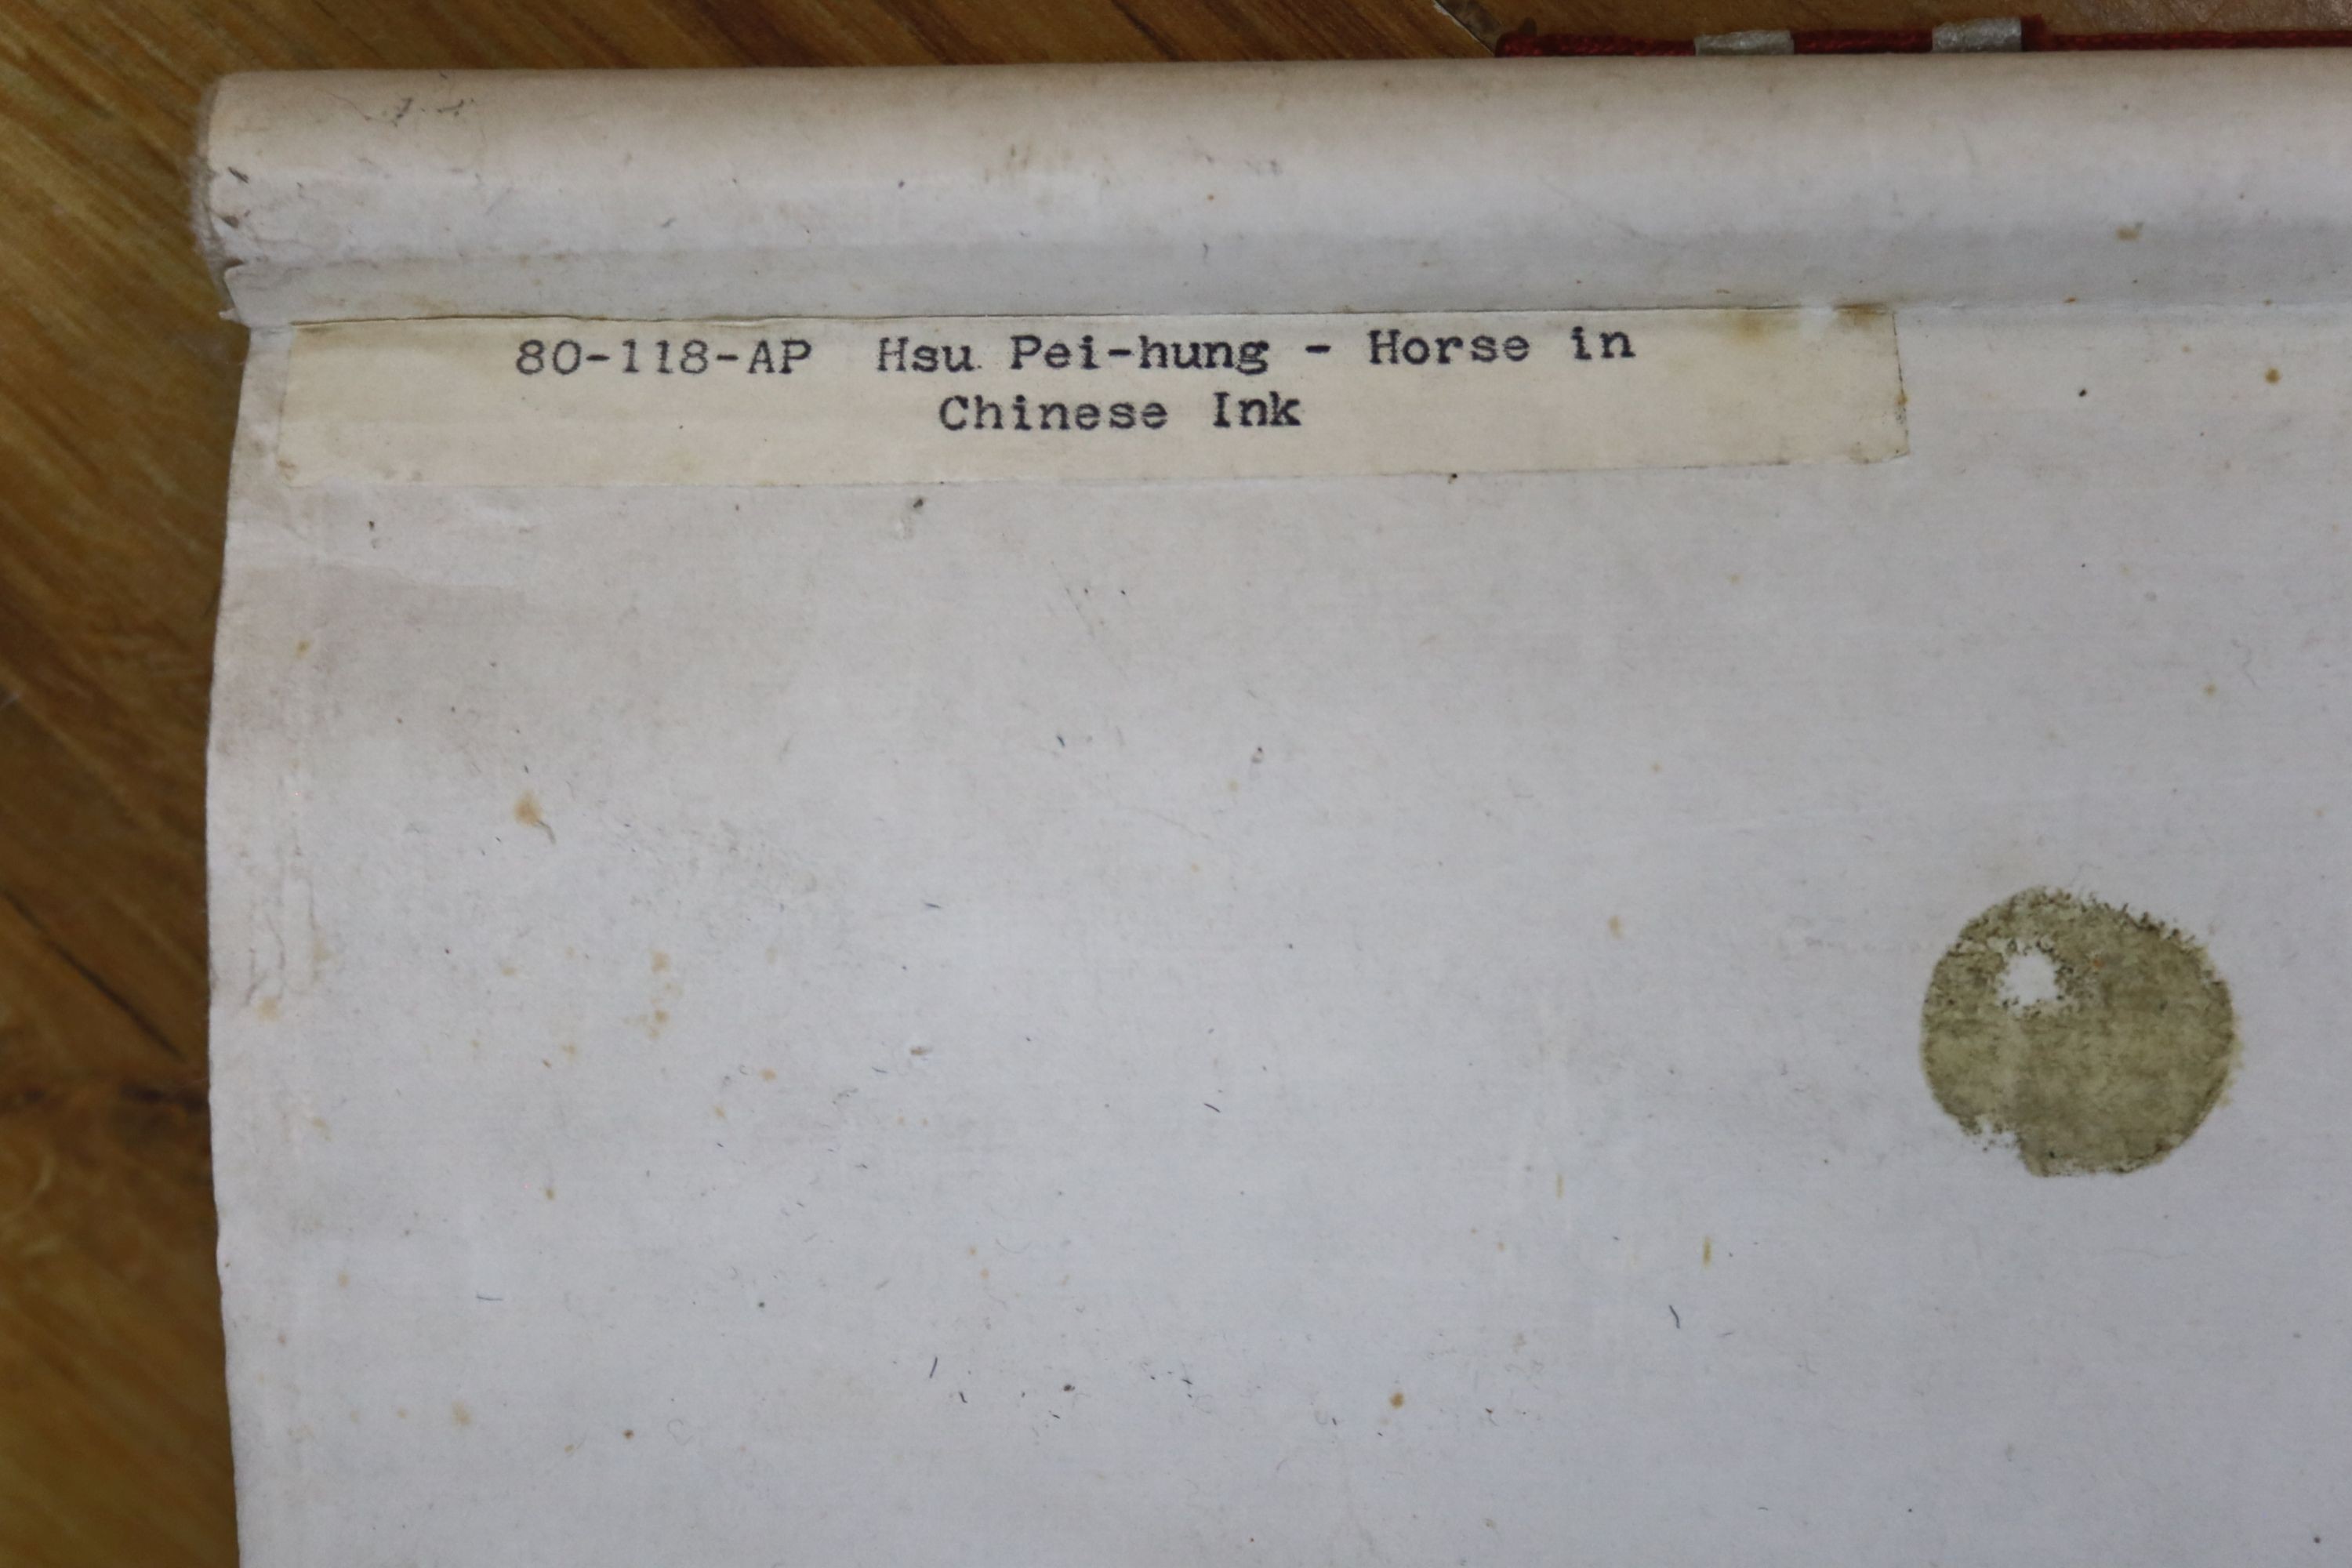 80-118-AP Hsu Pei-hung - Horse in
Chinese Ink